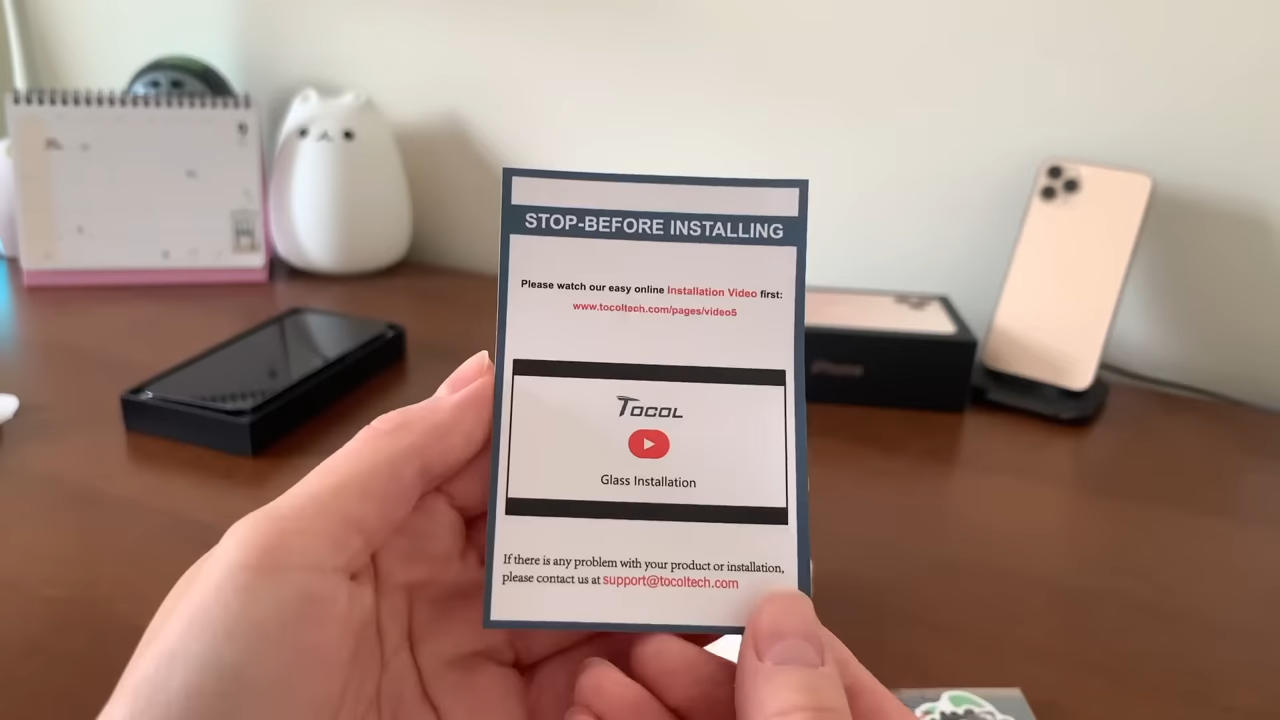 STOP-BEFORE INSTALLING
Please watch our easy online Installation Video first:
www.tocoltech.com/pages/video5
TOCOL
Glass Installation
If there is any problem with your product or installation,
please contact us at support@tocoltech.com
iPhone